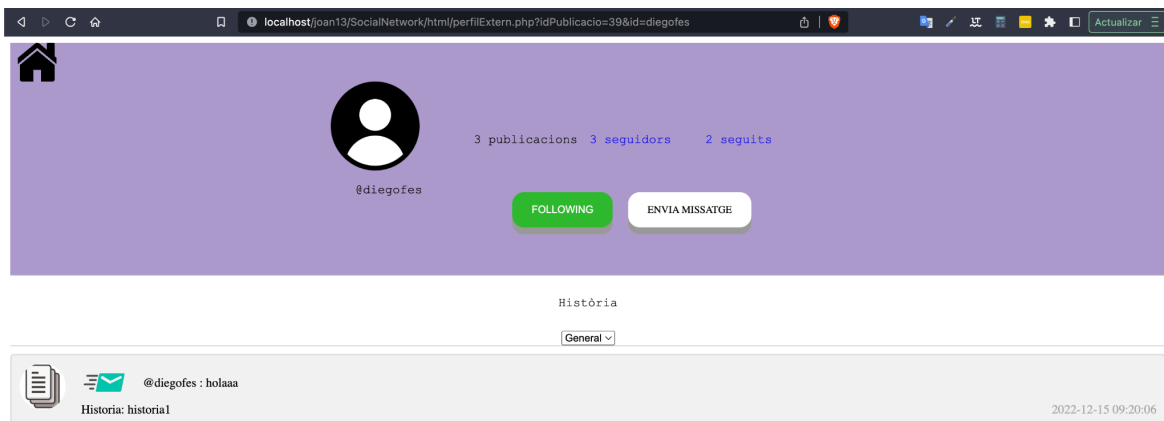 localhost/joan13/SocialNetwork/html/perfilExtern.php?idPublicacio=39&id=diegofes
Actualizar
3 publicacions 3 seguidors 2 seguits
@diegofes
FOLLOWING ENVIA MISSATGE
Història
General
@diegofes : holaaa
Historia: historia1 2022-12-15 09:20:06